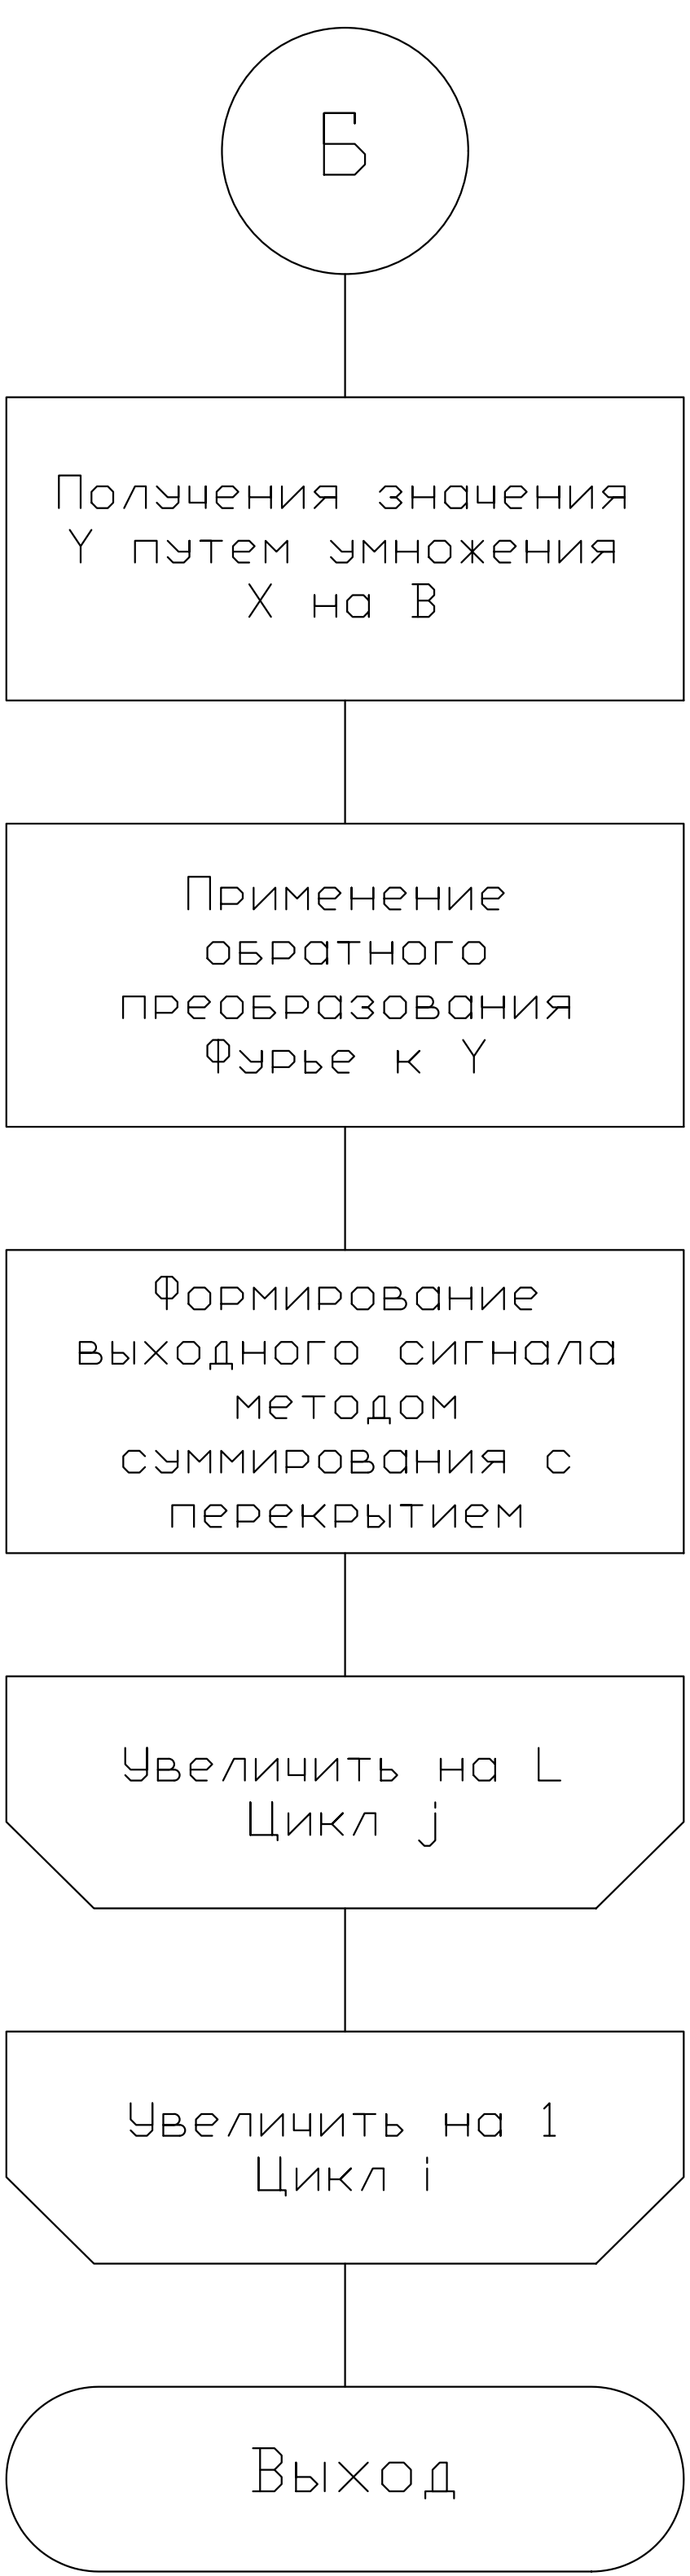 Б
Получения значения
Y путем умножения
X на B
Применение
обратного
преобразования
Фурье к Y
Формирование
выходного сигнала
методом
суммирования с
перекрытием
Увеличить на L
Цикл j
Увеличить на 1
Цикл i
Выход